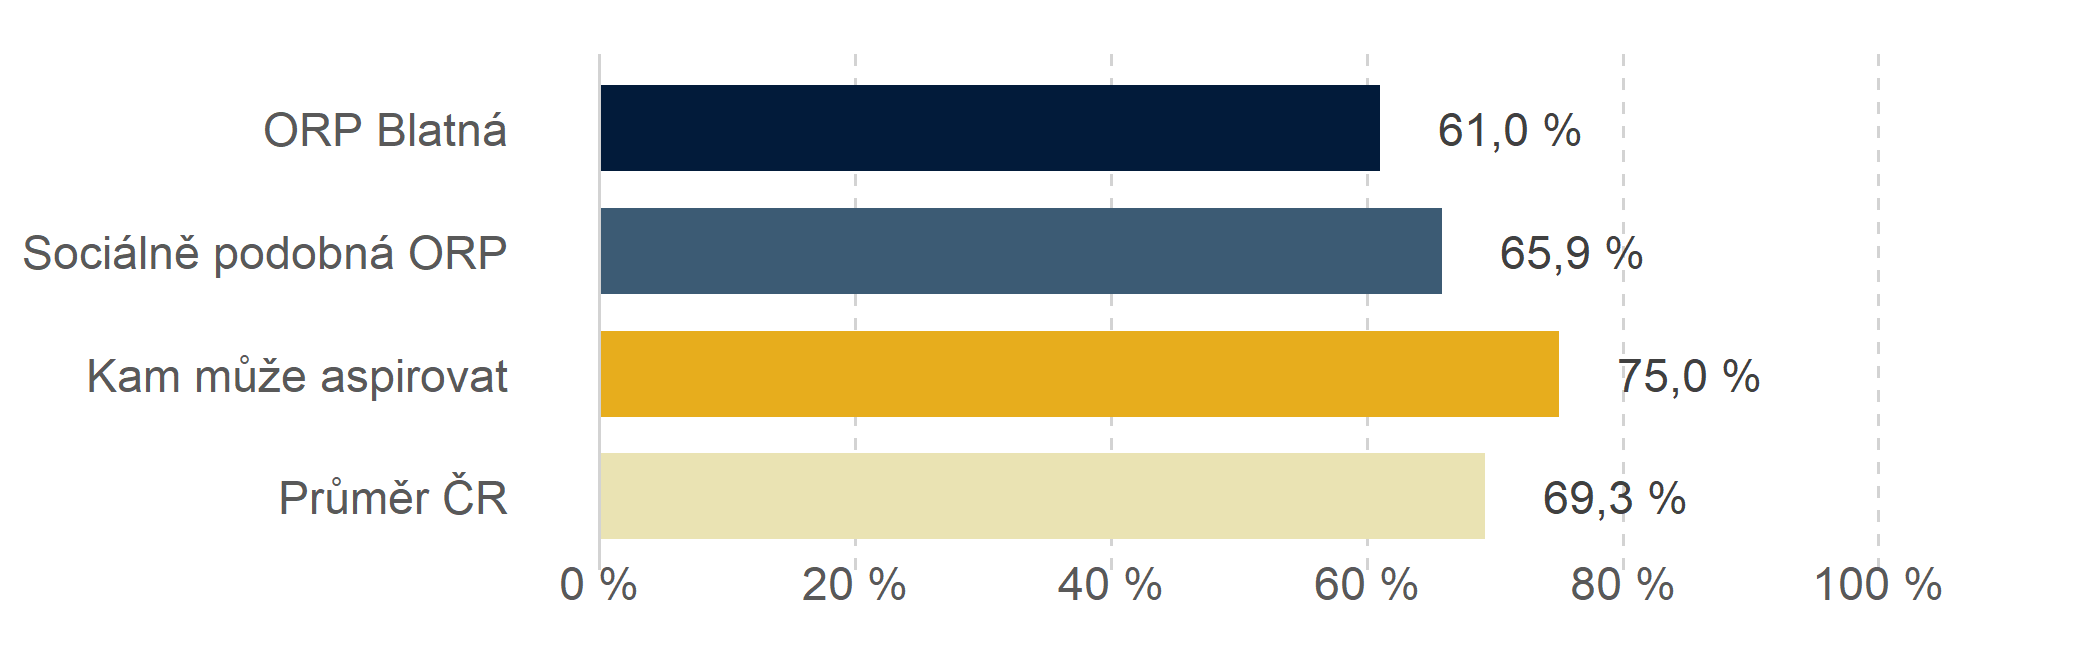 ORP Blatná 61,0 %
Sociálně podobná ORP 65,9 %
Kam může aspirovat 75,0 %
Průměr ČR 69,3 %
0 % 20 % 40 % 60 % 80 % 100 %